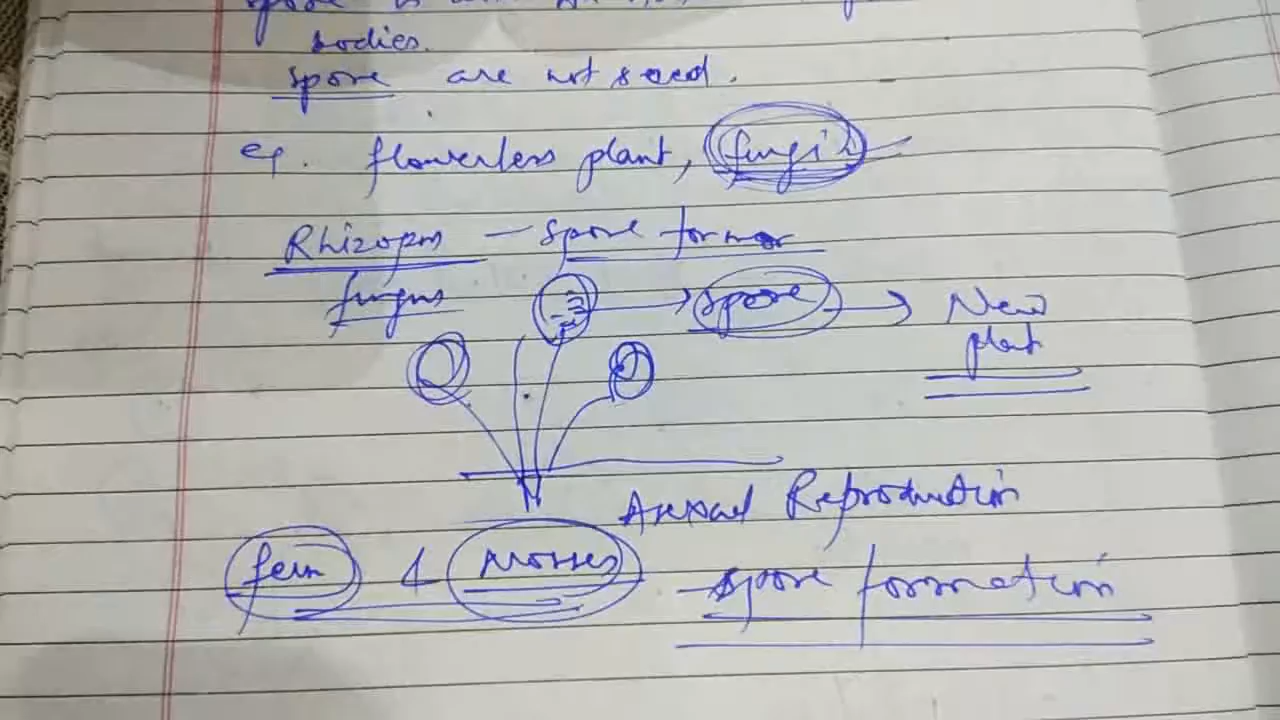 bodies.
spore are not seed.
eg. flowerless plant, fungi
Rhizopus - spore former
fungus
spore
New
plant
Asexual Reproduction
fern & mosses
spore formation